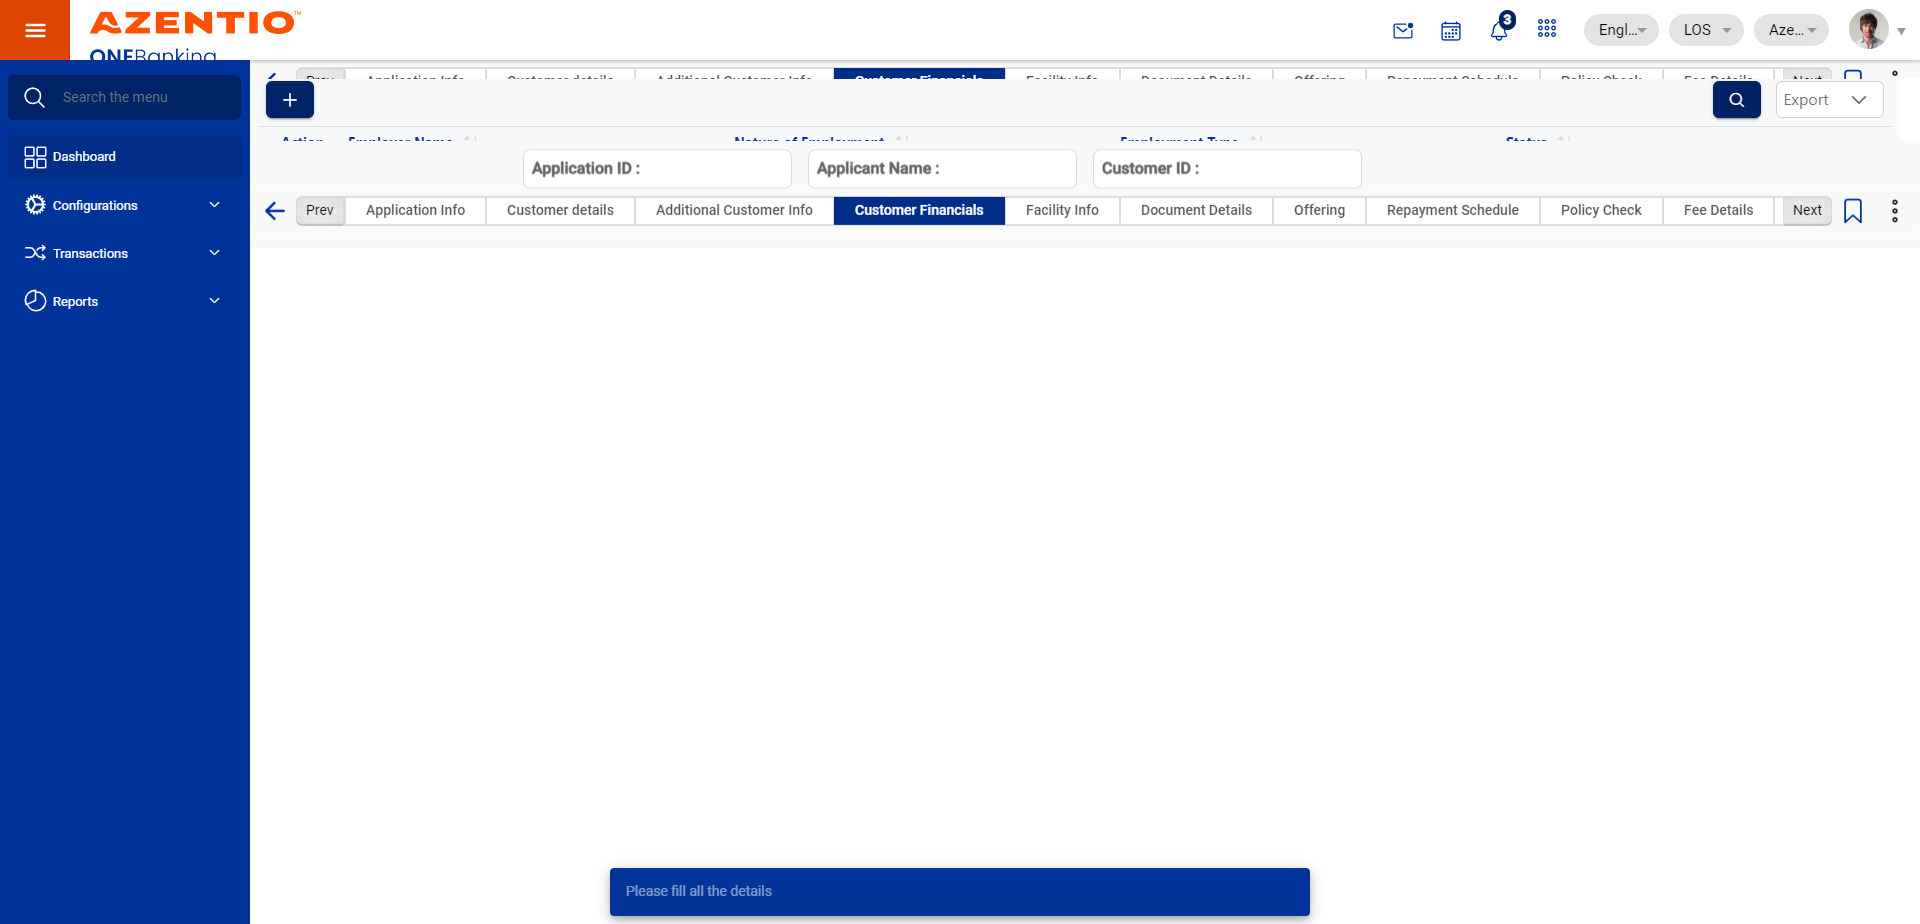 AZENTIO™
ONEBanking
3
Engl...
LOS
Aze...
Search the menu
Dashboard
Configurations
Transactions
Reports
Prev
Application Info
Customer details
Additional Customer Info
Customer Financials
Facility Info
Document Details
Offering
Repayment Schedule
Policy Check
Fee Details
Next
Export
Action
Employer Name
Nature of Employment
Employment Type
Status
Application ID :
Applicant Name :
Customer ID :
Prev
Application Info
Customer details
Additional Customer Info
Customer Financials
Facility Info
Document Details
Offering
Repayment Schedule
Policy Check
Fee Details
Next
Please fill all the details